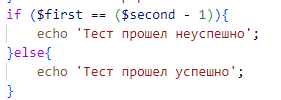 if ($first == ($second - 1)){
    echo 'Тест прошел неуспешно';
}else{
    echo 'Тест прошел успешно';
}